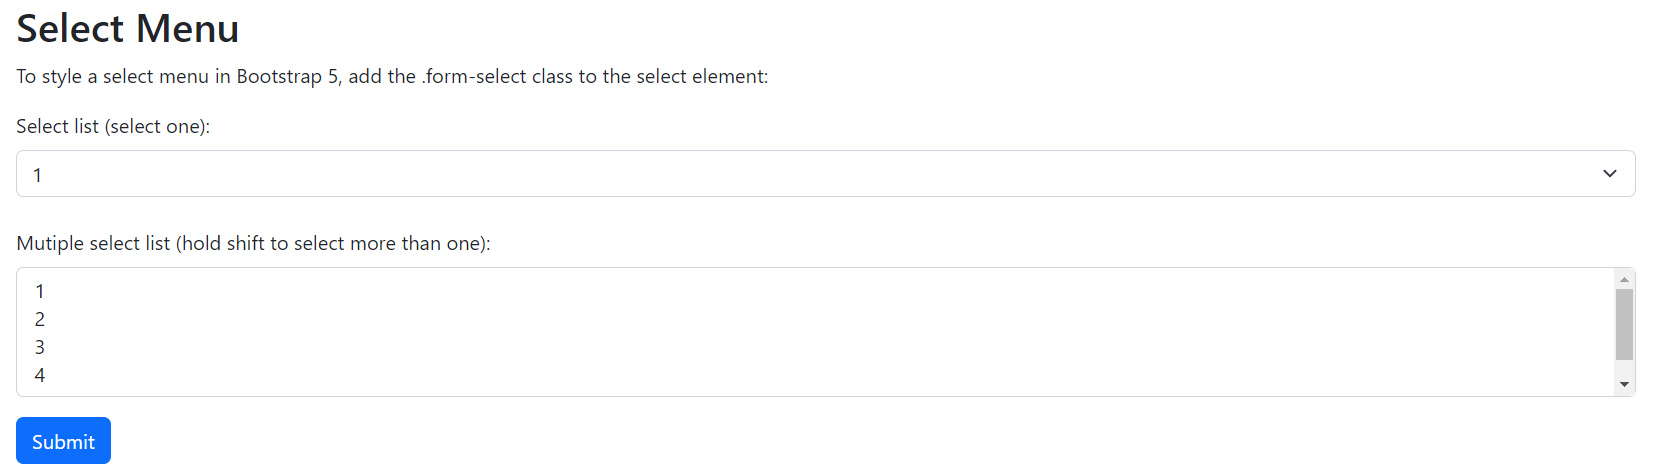 Select Menu
To style a select menu in Bootstrap 5, add the .form-select class to the select element:
Select list (select one):
1
Mutiple select list (hold shift to select more than one):
1
2
3
4
Submit